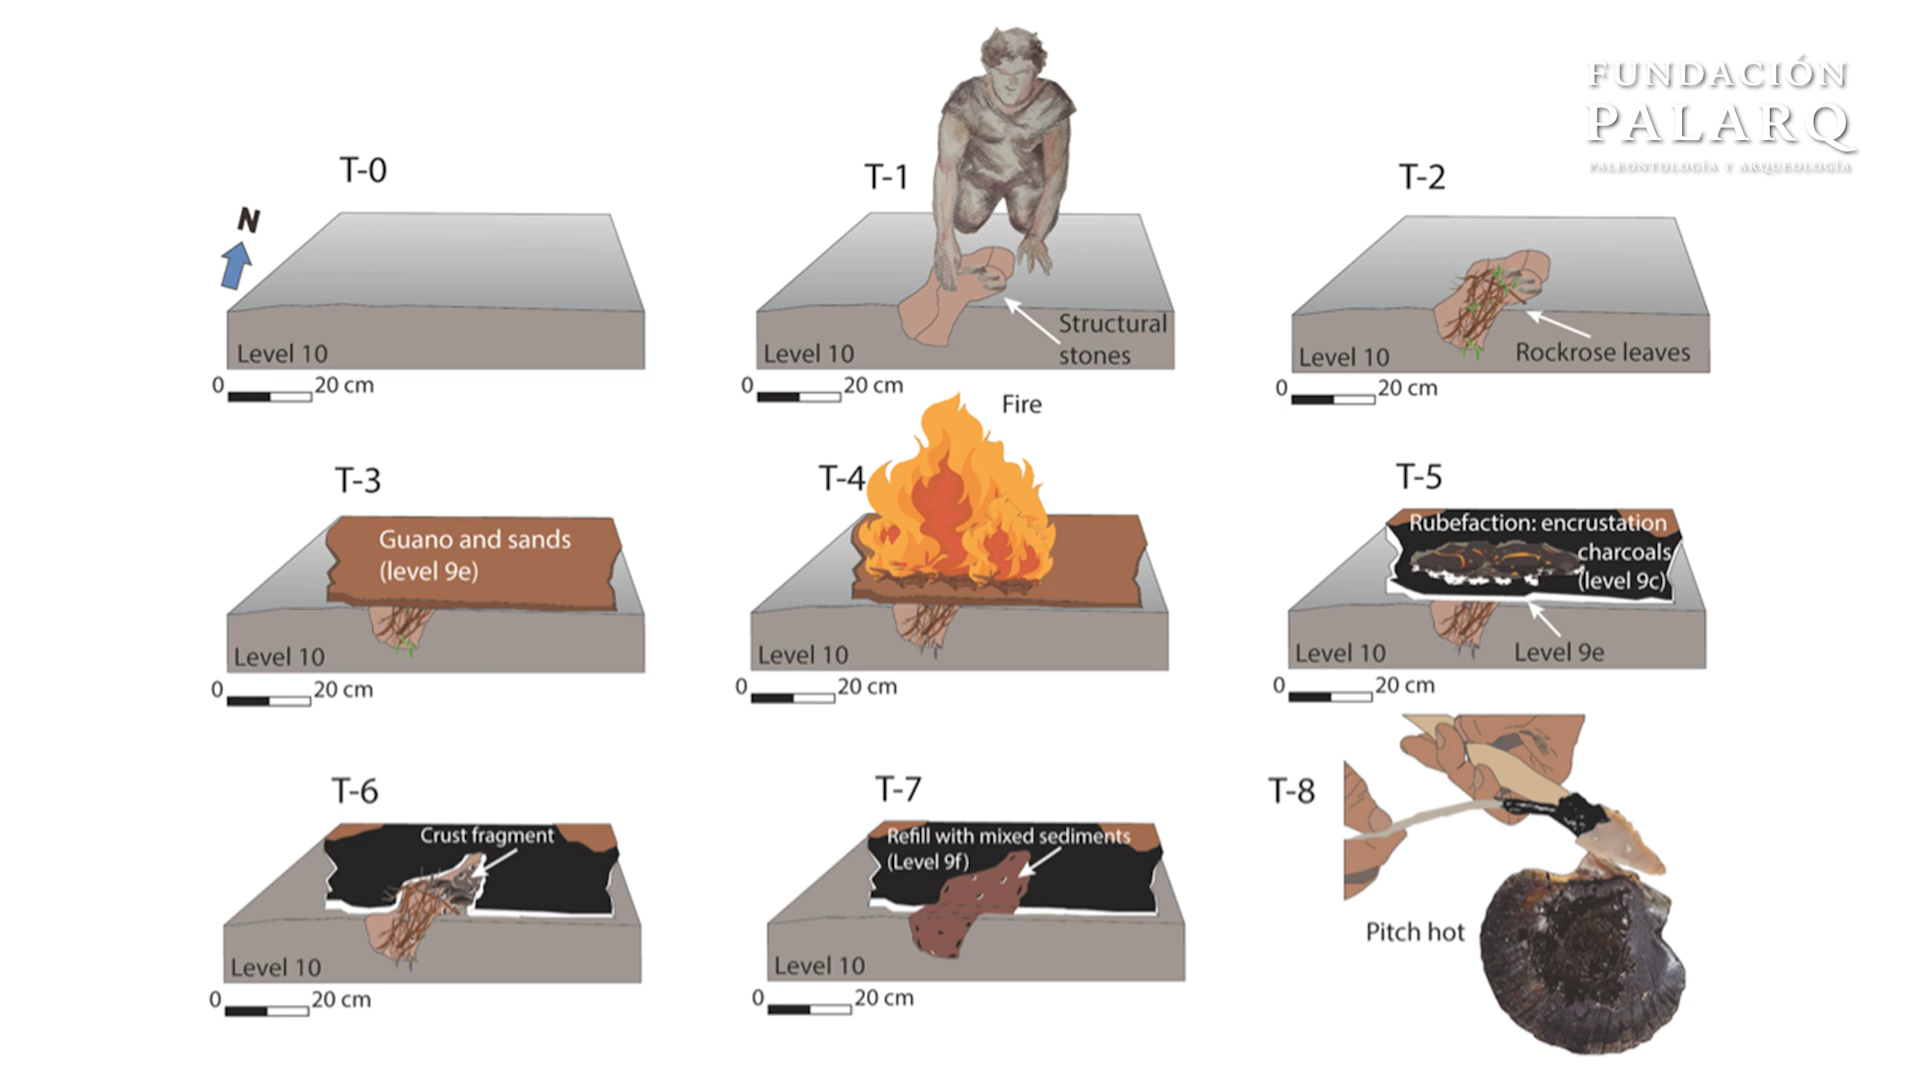 FUNDACIÓN
PALARQ
PALEONTOLOGÍA Y ARQUEOLOGÍA
T-0
N
Level 10
0 20 cm
T-1
Structural
stones
Level 10
0 20 cm
T-2
Rockrose leaves
Level 10
0 20 cm
T-3
Guano and sands
(level 9e)
Level 10
0 20 cm
Fire
T-4
Level 10
0 20 cm
T-5
Rubefaction: encrustation
charcoals
(level 9c)
Level 9e
Level 10
0 20 cm
T-6
Crust fragment
Level 10
0 20 cm
T-7
Refill with mixed sediments
(Level 9f)
Level 10
0 20 cm
T-8
Pitch hot